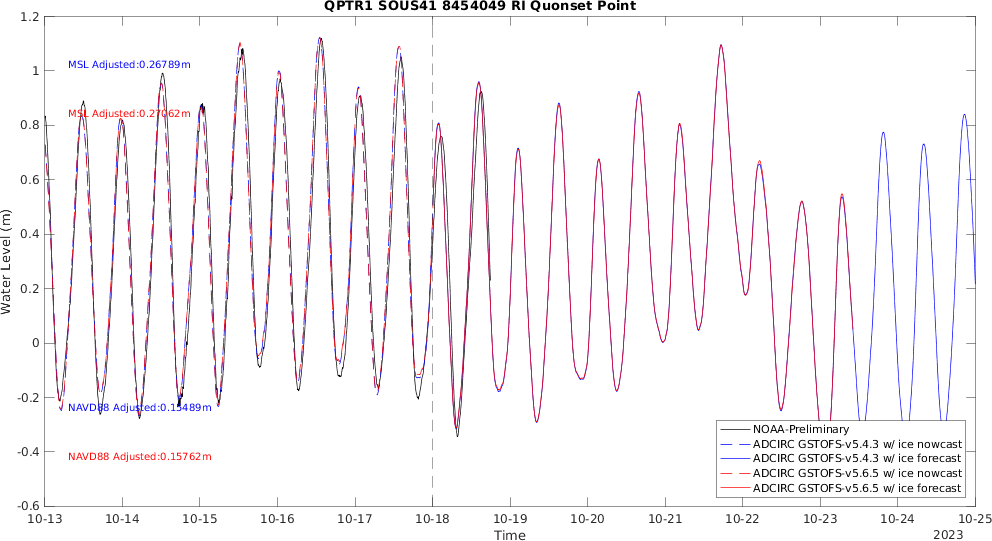 QPTR1 SOUS41 8454049 RI Quonset Point
1.2
1
0.8
0.6
0.4
0.2
0
-0.2
-0.4
-0.6
Water Level (m)
MSL Adjusted:0.26789m
MSL Adjusted:0.27062m
NAVD88 Adjusted:0.15489m
NAVD88 Adjusted:0.15762m
NOAA-Preliminary
ADCIRC GSTOFS-v5.4.3 w/ ice nowcast
ADCIRC GSTOFS-v5.4.3 w/ ice forecast
ADCIRC GSTOFS-v5.6.5 w/ ice nowcast
ADCIRC GSTOFS-v5.6.5 w/ ice forecast
10-13 10-14 10-15 10-16 10-17 10-18 10-19 10-20 10-21 10-22 10-23 10-24 10-25
Time
2023